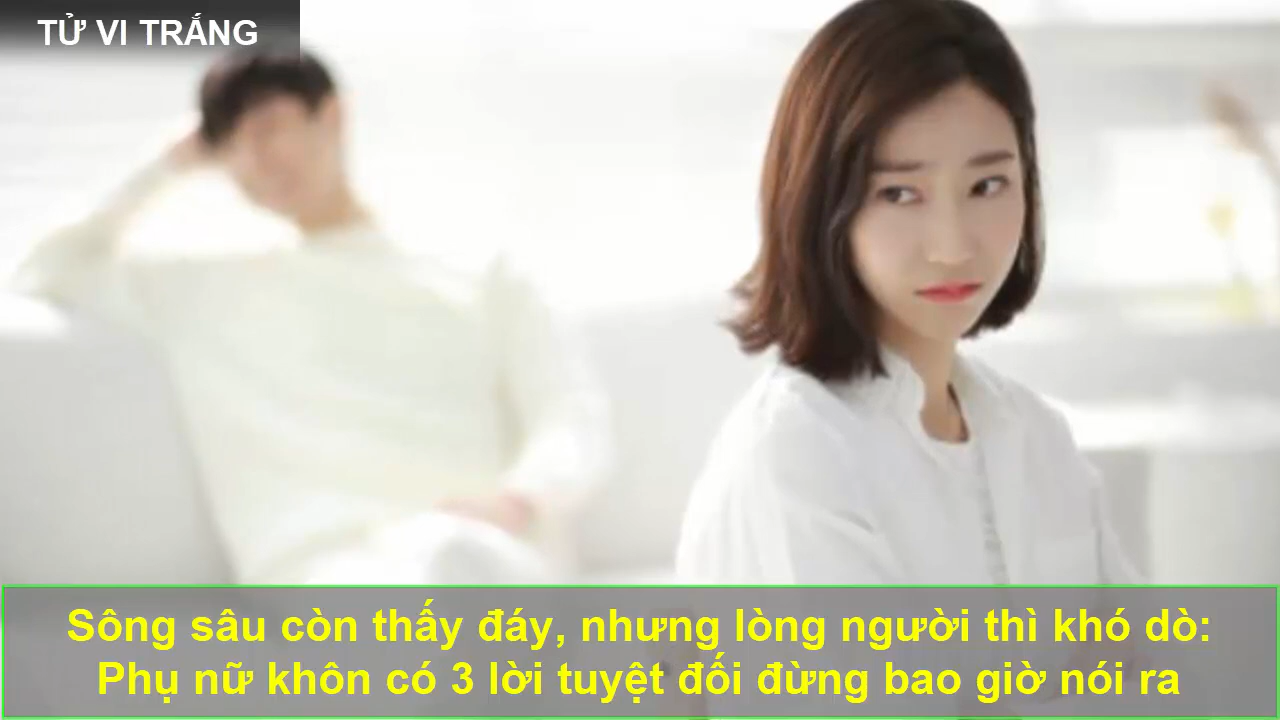 TỬ VI TRẮNG
Sông sâu còn thấy đáy, nhưng lòng người thì khó dò:
Phụ nữ khôn có 3 lời tuyệt đối đừng bao giờ nói ra